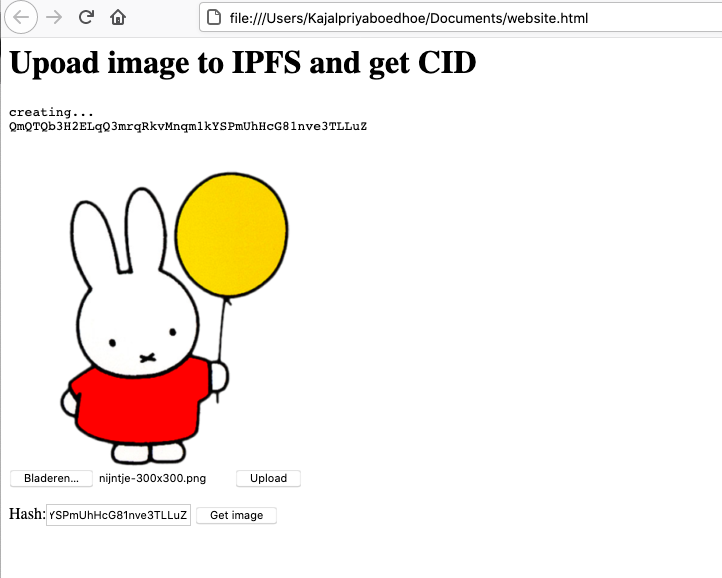 file:///Users/Kajalpriyaboedhoe/Documents/website.html
Upoad image to IPFS and get CID
creating...
QmQTQb3H2ELqQ3mrqRkvMnqm1kYSPmUhHcG81nve3TLLuZ
Bladeren... nijntje-300x300.png Upload
Hash: YSPmUhHcG81nve3TLLuZ Get image